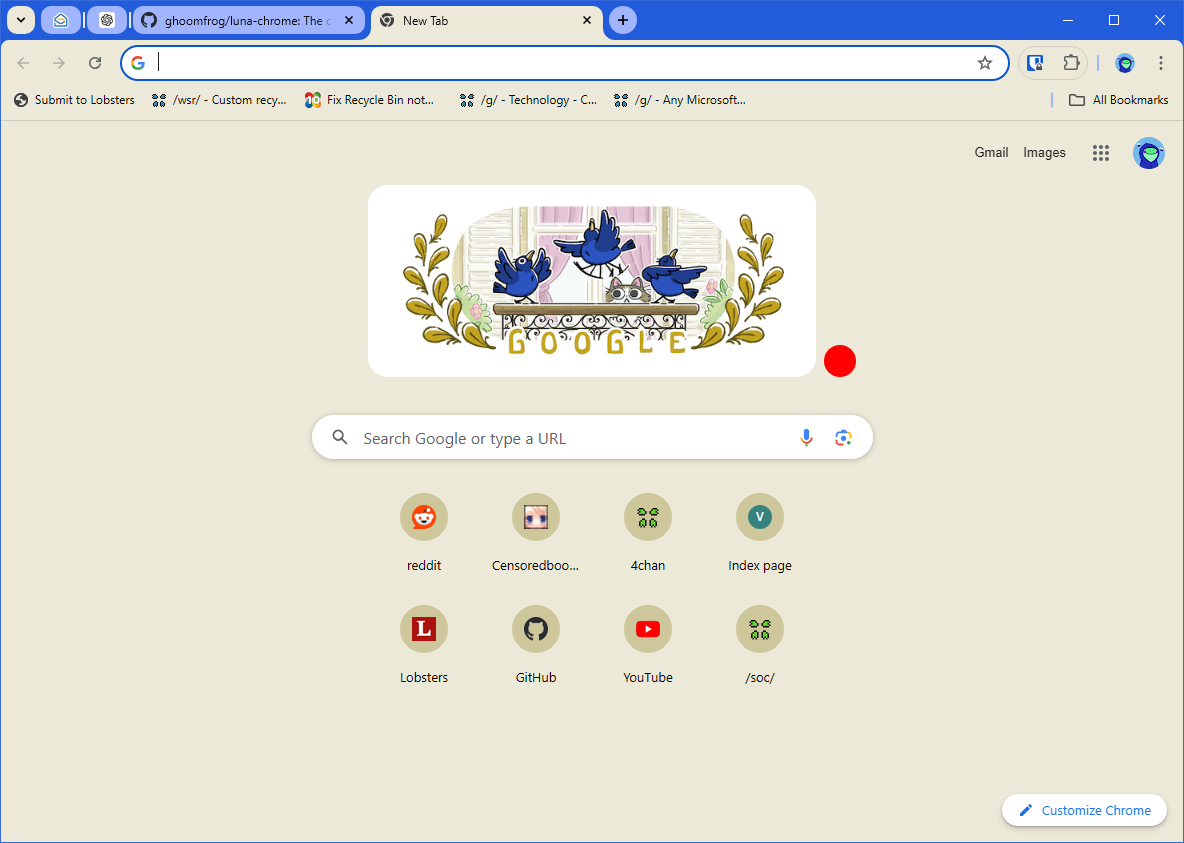 ghoomfrog/luna-chrome: The c
New Tab
Submit to Lobsters
/wsr/ - Custom recy...
Fix Recycle Bin not...
/g/ - Technology - C...
/g/ - Any Microsoft...
All Bookmarks
Gmail
Images
GOOGLE
Search Google or type a URL
reddit
Censoredboo...
4chan
V
Index page
L
Lobsters
GitHub
YouTube
/soc/
Customize Chrome